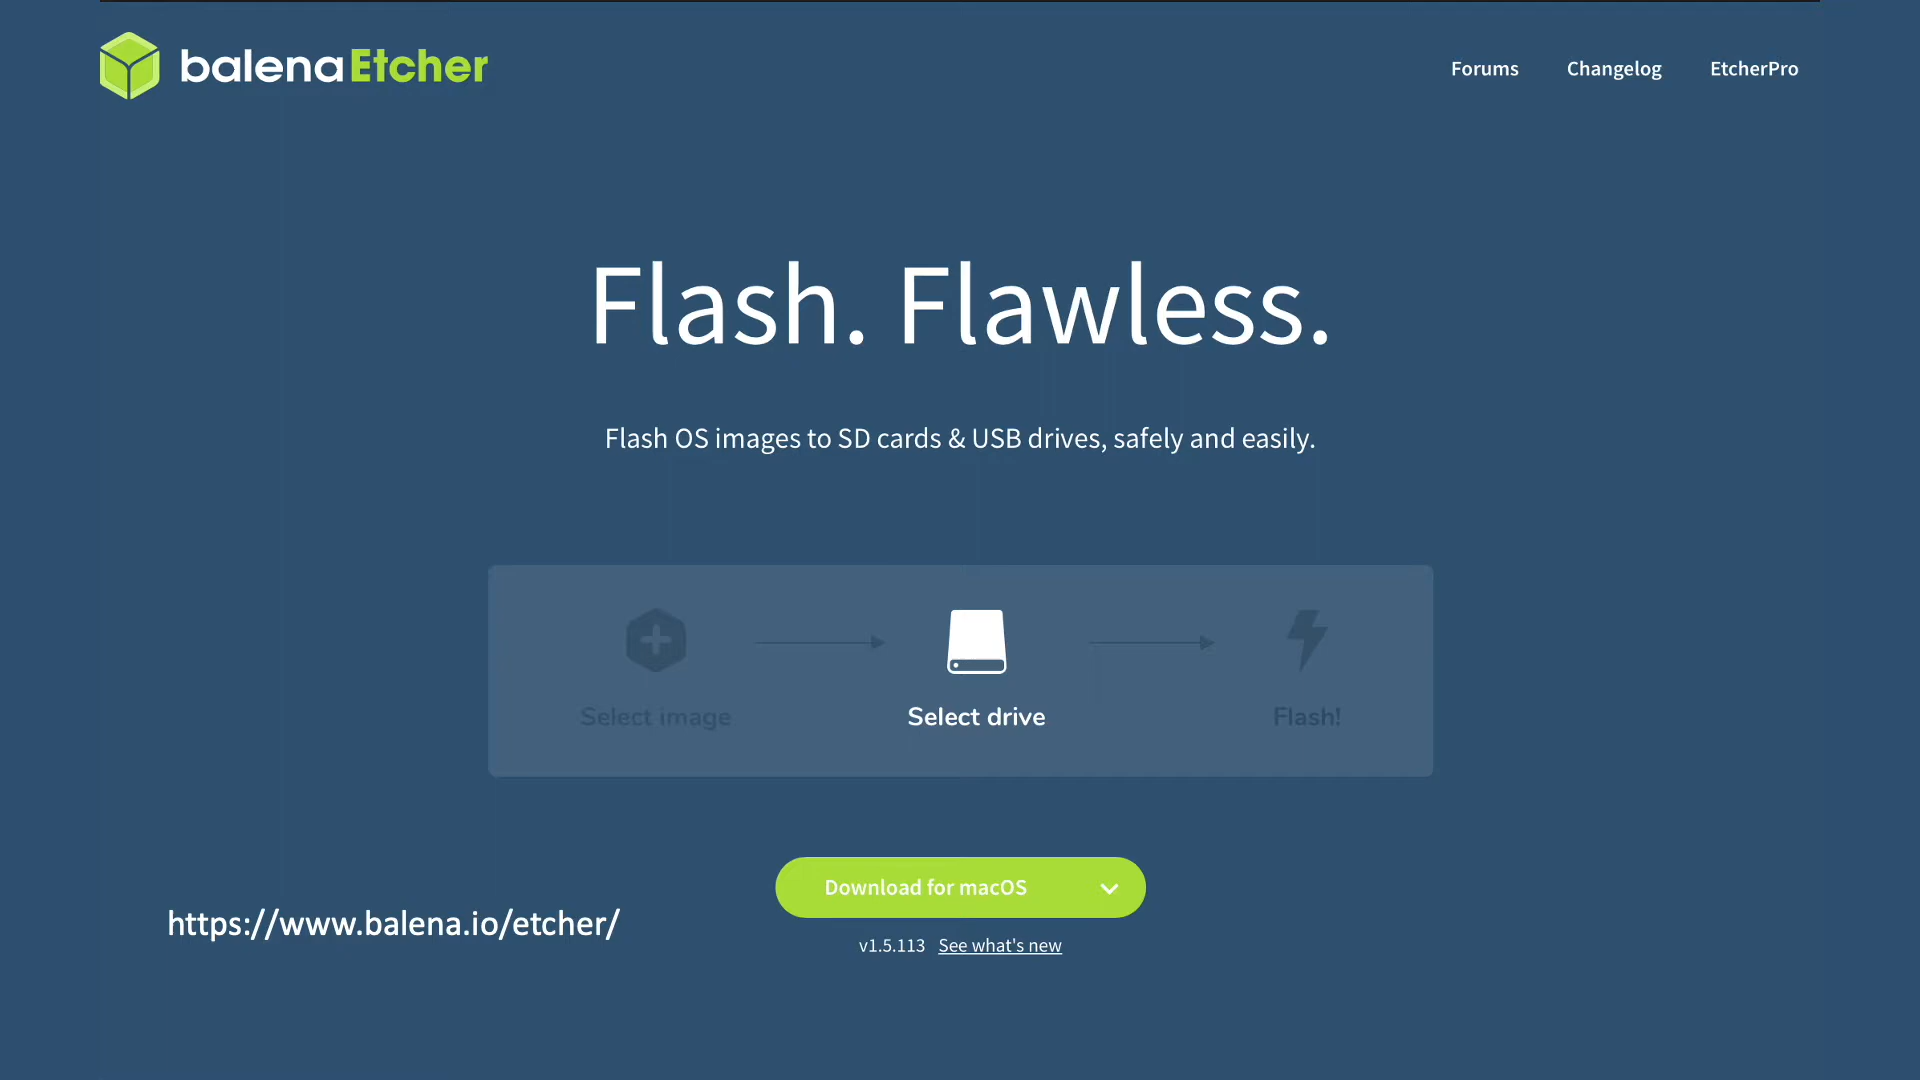 balenaEtcher
Forums Changelog EtcherPro
Flash. Flawless.
Flash OS images to SD cards & USB drives, safely and easily.
Select image Select drive Flash!
Download for macOS
https://www.balena.io/etcher/
v1.5.113 See what's new